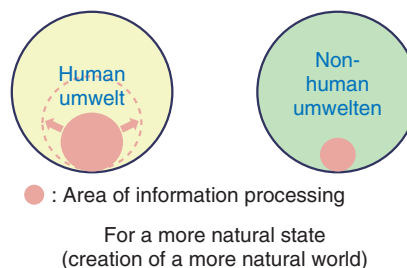 Human
umwelt
Non-
human
umwelten
: Area of information processing
For a more natural state
(creation of a more natural world)